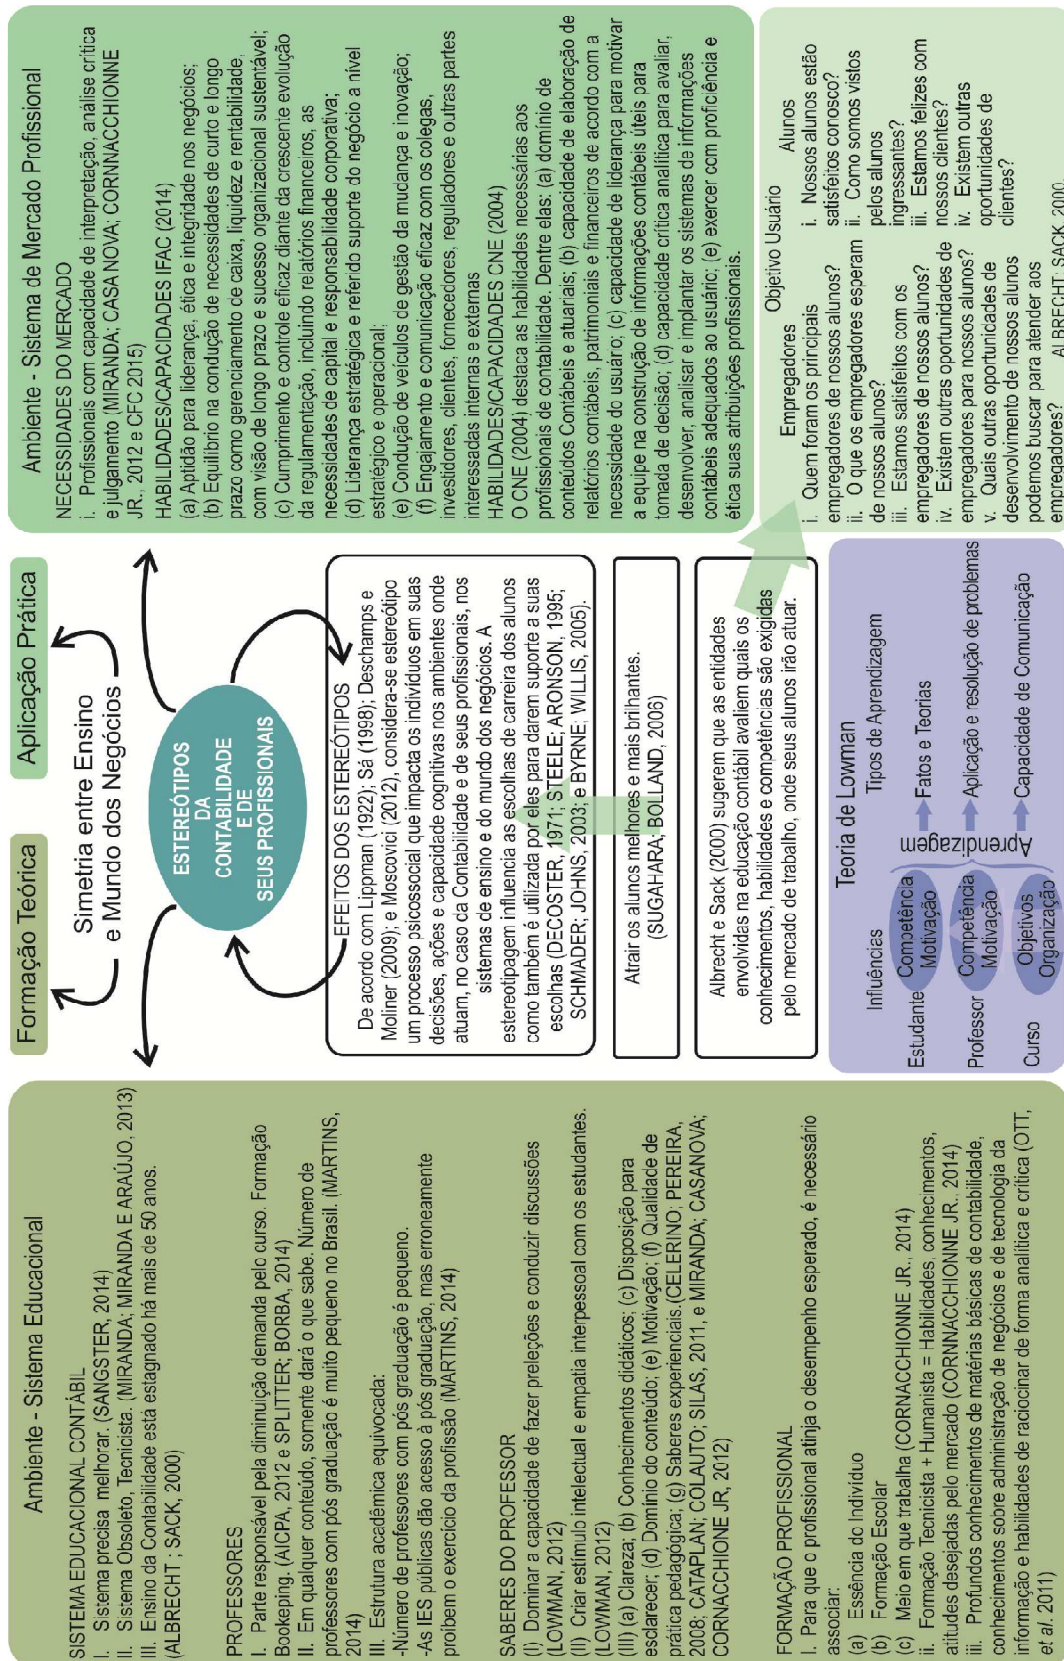 Ambiente - Sistema Educacional
SISTEMA EDUCACIONAL CONTÁBIL
I. Sistema precisa melhorar. (SANGSTER, 2014)
II. Sistema Obsoleto, Tecnicista. (MIRANDA; MIRANDA E ARAÚJO, 2013)
III. Ensino da Contabilidade está estagnado há mais de 50 anos.
(ALBRECHT ; SACK, 2000)
PROFESSORES
I. Parte responsável pela diminuição demanda pelo curso. Formação
Bookeping. (AICPA, 2012 e SPLITTER; BORBA, 2014)
II. Em qualquer conteúdo, somente dará o que sabe. Número de
professores com pós graduação é muito pequeno no Brasil. (MARTINS,
2014)
III. Estrutura acadêmica equivocada:
-Número de professores com pós graduação é pequeno.
-As IES públicas dão acesso à pós graduação, mas erroneamente
proibem o exercício da profissão (MARTINS, 2014)
SABERES DO PROFESSOR
(I) Dominar a capacidade de fazer preleções e conduzir discussões
(LOWMAN, 2012)
(II) Criar estímulo intelectual e empatia interpessoal com os estudantes.
(LOWMAN, 2012)
(III) (a) Clareza; (b) Conhecimentos didáticos; (c) Disposição para
esclarecer; (d) Domínio do conteúdo; (e) Motivação; (f) Qualidade de
prática pedagógica; (g) Saberes experienciais.(CELERINO; PEREIRA,
2008; CATAPLAN; COLAUTO; SILAS, 2011, e MIRANDA; CASANOVA;
CORNACCHIONE JR, 2012)
FORMAÇÃO PROFISSIONAL
I. Para que o profissional atinja o desempenho esperado, é necessário
associar:
(a) Essência do Indivíduo
(b) Formação Escolar
(c) Meio em que trabalha (CORNACCHIONNE JR., 2014)
ii. Formação Tecnicista + Humanista = Habilidades, conhecimentos,
atitudes desejadas pelo mercado (CORNNACCHIONNE JR., 2014)
iii. Profundos conhecimentos de matérias básicas de contabilidade,
conhecimentos sobre administração de negócios e de tecnologia da
informação e habilidades de raciocinar de forma analítica e crítica (OTT,
et al. 2011)
Formação Teórica
Aplicação Prática
Simetria entre Ensino
e Mundo dos Negócios
ESTEREÓTIPOS
DA
CONTABILIDADE
E DE
SEUS PROFISSIONAIS
EFEITOS DOS ESTEREÓTIPOS
De acordo com Lippman (1922); Sá (1998); Deschamps e
Moliner (2009); e Moscovici (2012), considera-se estereótipo
um processo psicossocial que impacta os indivíduos em suas
decisões, ações e capacidade cognitivas nos ambientes onde
atuam, no caso da Contabilidade e de seus profissionais, nos
sistemas de ensino e do mundo dos negócios. A
estereotipagem influencia as escolhas de carreira dos alunos
como também é utilizada por eles para darem suporte a suas
escolhas (DECOSTER, 1971; STEELE; ARONSON, 1995;
SCHMADER; JOHNS, 2003; e BYRNE; WILLIS, 2005).
Atrair os alunos melhores e mais brilhantes.
(SUGAHARA; BOLLAND, 2006)
Albrecht e Sack (2000) sugerem que as entidades
envolvidas na educação contábil avaliem quais os
conhecimentos, habilidades e competências são exigidas
pelo mercado de trabalho, onde seus alunos irão atuar.
Teoria de Lowman
Influências
Tipos de Aprendizagem
Estudante
Competência
Motivação
Professor
Competência
Motivação
Curso
Objetivos
Organização
Aprendizagem
Fatos e Teorias
Aplicação e resolução de problemas
Capacidade de Comunicação
Ambiente - Sistema de Mercado Profissional
NECESSIDADES DO MERCADO
i. Profissionais com capacidade de interpretação, análise crítica
e julgamento (MIRANDA; CASA NOVA; CORNNACCHIONNE
JR., 2012 e CFC 2015)
HABILIDADES/CAPACIDADES IFAC (2014)
(a) Aptidão para liderança, ética e integridade nos negócios;
(b) Equilíbrio na condução de necessidades de curto e longo
prazo como gerenciamento de caixa, liquidez e rentabilidade,
com visão de longo prazo e sucesso organizacional sustentável;
(c) Cumprimento e controle eficaz diante da crescente evolução
da regulamentação, incluindo relatórios financeiros, as
necessidades de capital e responsabilidade corporativa;
(d) Liderança estratégica e referido suporte do negócio a nível
estratégico e operacional;
(e) Condução de veículos de gestão da mudança e inovação;
(f) Engajamento e comunicação eficaz com os colegas,
investidores, clientes, fornecedores, reguladores e outras partes
interessadas internas e externas
HABILIDADES/CAPACIDADES CNE (2004)
O CNE (2004) destaca as habilidades necessárias aos
profissionais de contabilidade. Dentre elas: (a) domínio de
conteúdos Contábeis e atuariais; (b) capacidade de elaboração de
relatórios contábeis, patrimoniais e financeiros de acordo com a
necessidade do usuário; (c) capacidade de liderança para motivar
a equipe na construção de informações contábeis úteis para
tomada de decisão; (d) capacidade crítica analítica para avaliar,
desenvolver, analisar e implantar os sistemas de informações
contábeis adequados ao usuário; (e) exercer com proficiência e
ética suas atribuições profissionais.
Objetivo Usuário
Empregadores
i. Quem foram os principais
empregadores de nossos alunos?
ii. O que os empregadores esperam
de nossos alunos?
iii. Estamos satisfeitos com os
empregadores de nossos alunos?
iv. Existem outras oportunidades de
empregadores para nossos alunos?
v. Quais outras oportunidades de
desenvolvimento de nossos alunos
podemos buscar para atender aos
empregadores?
Alunos
i. Nossos alunos estão
satisfeitos conosco?
ii. Como somos vistos
pelos alunos
ingressantes?
iii. Estamos felizes com
nossos clientes?
iv. Existem outras
oportunidades de
clientes?
ALBRECHT; SACK, 2000.